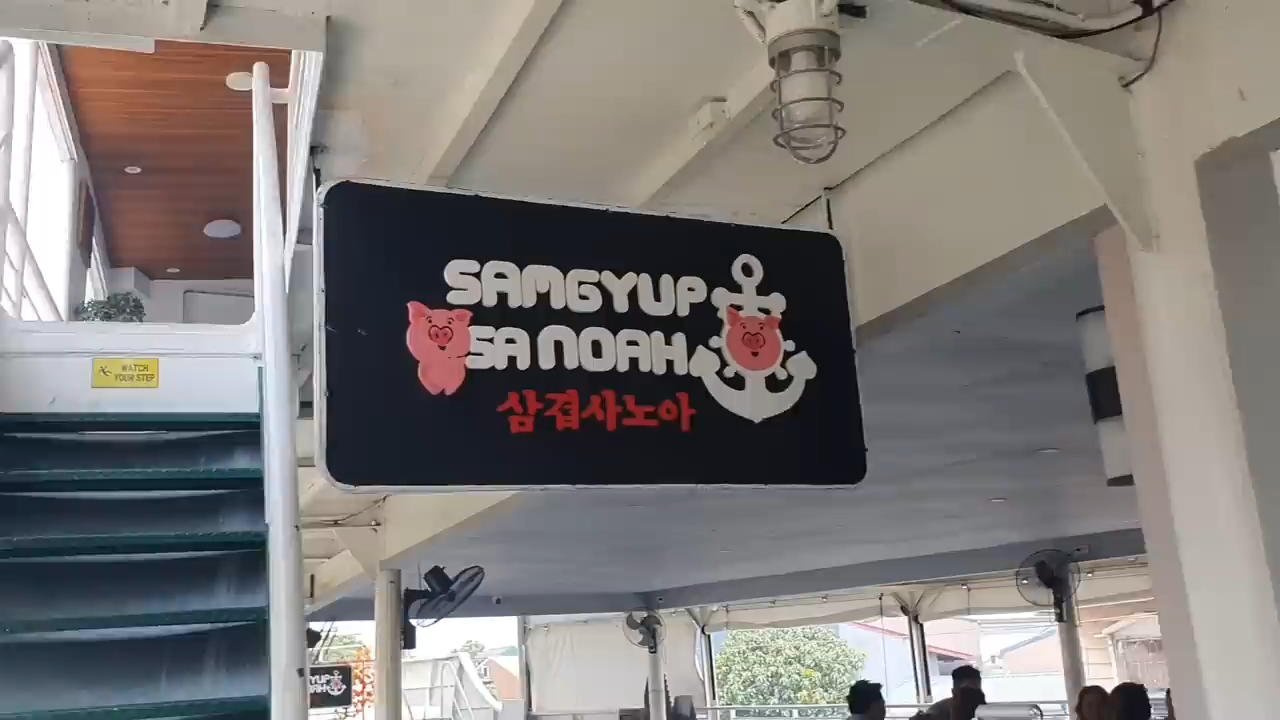 SAMGYUP
SA NOAH
삼겹사노아
WATCH
YOUR STEP